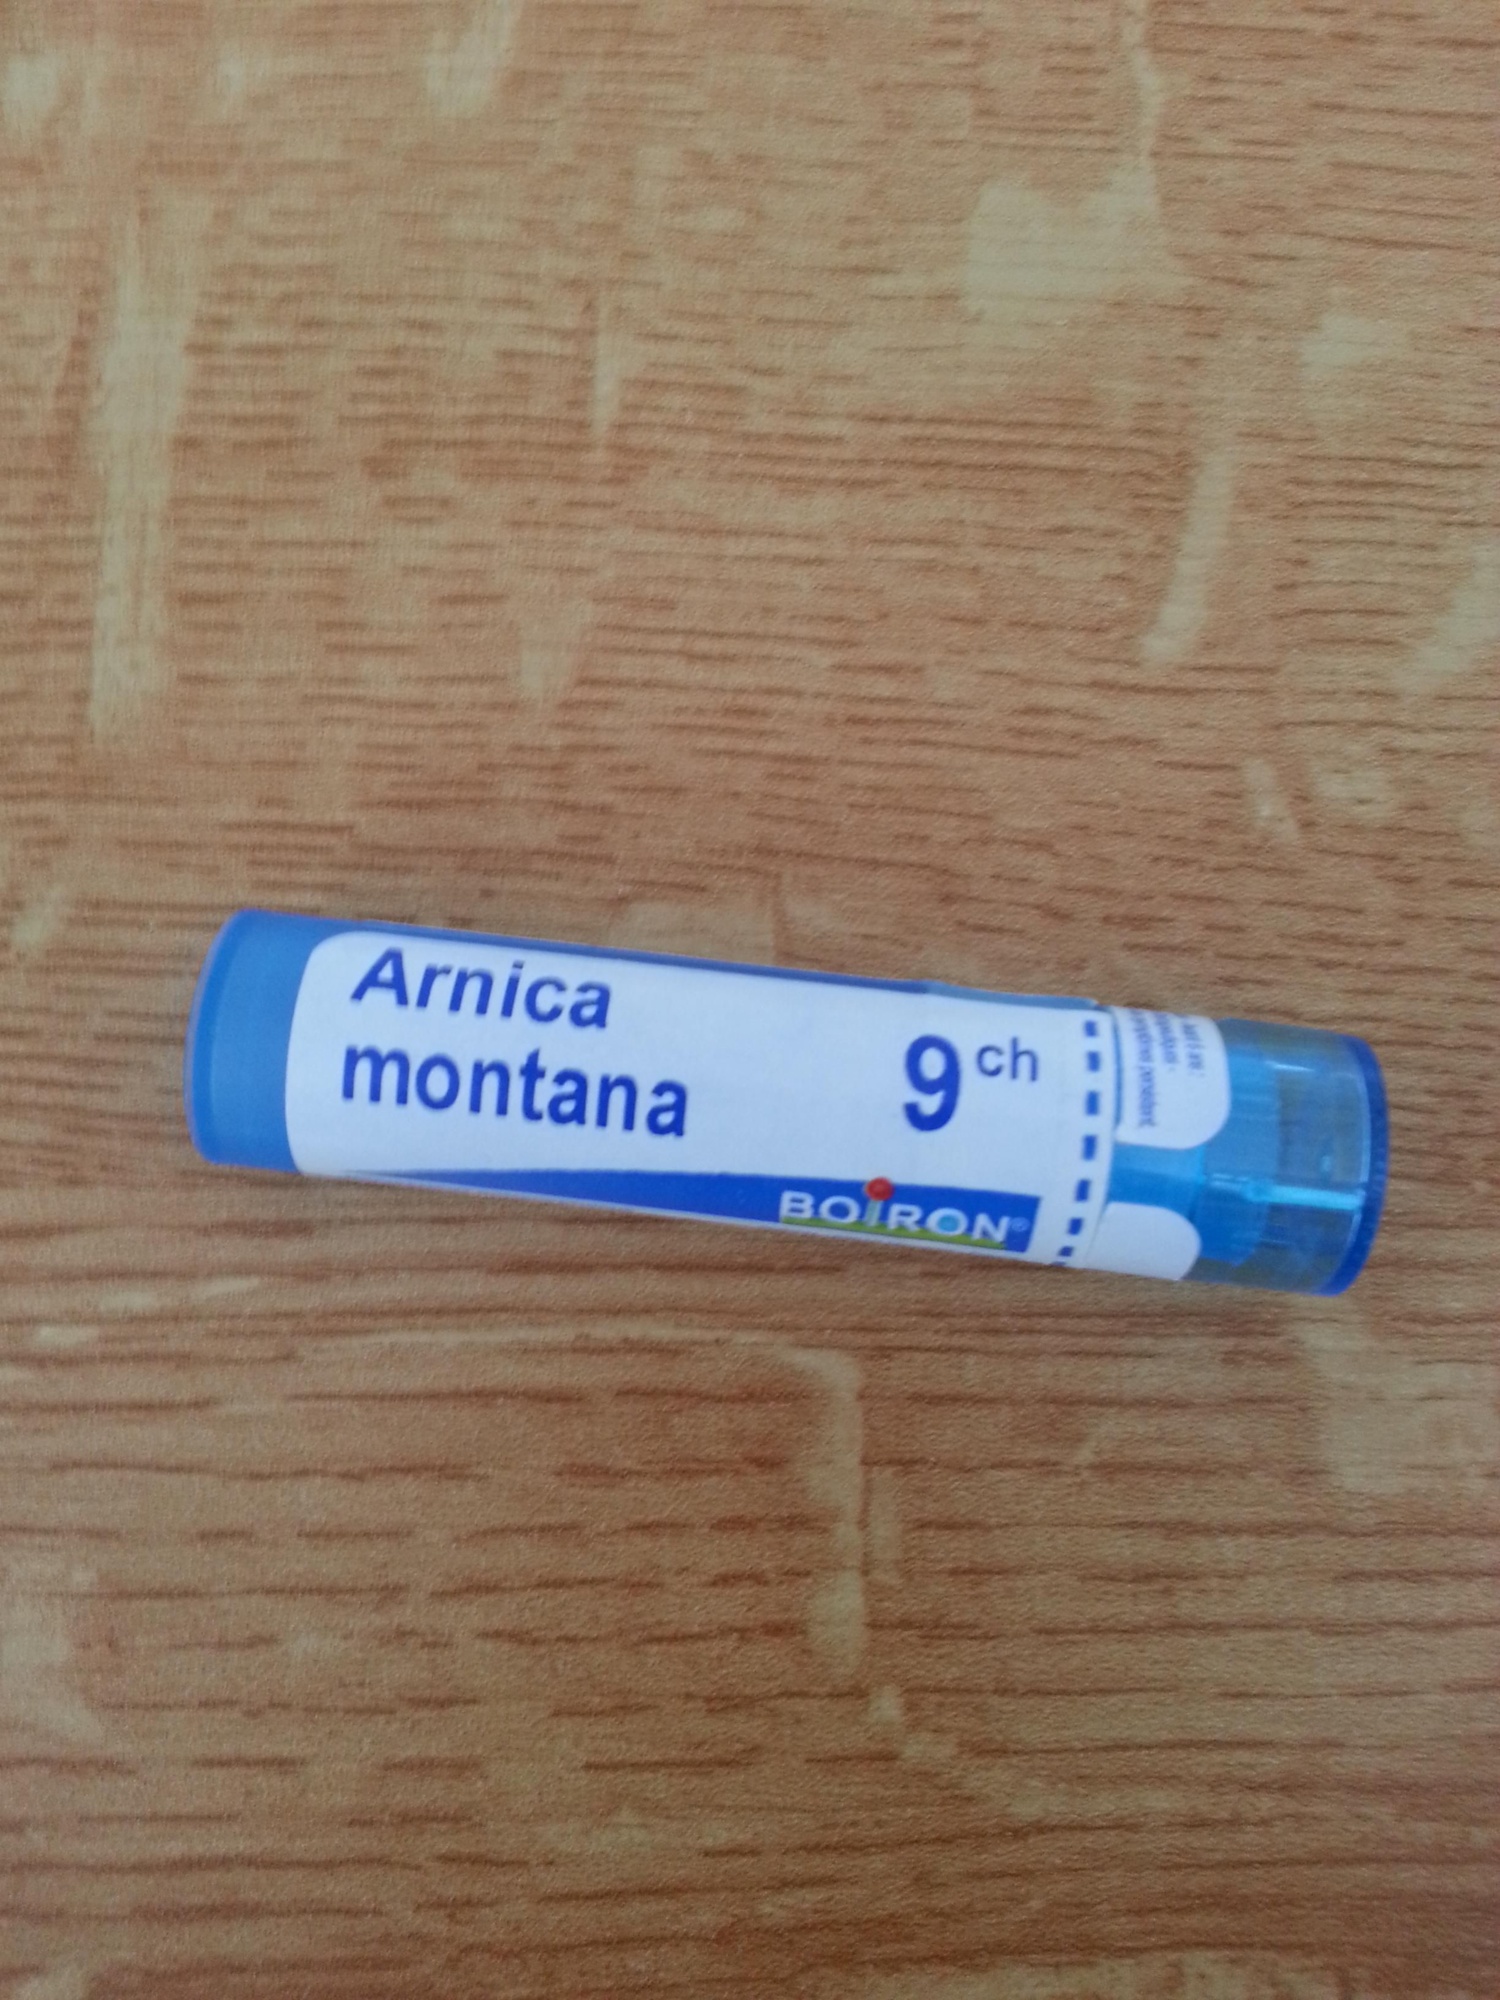 Arnica
montana
9 ch
BOIRON®